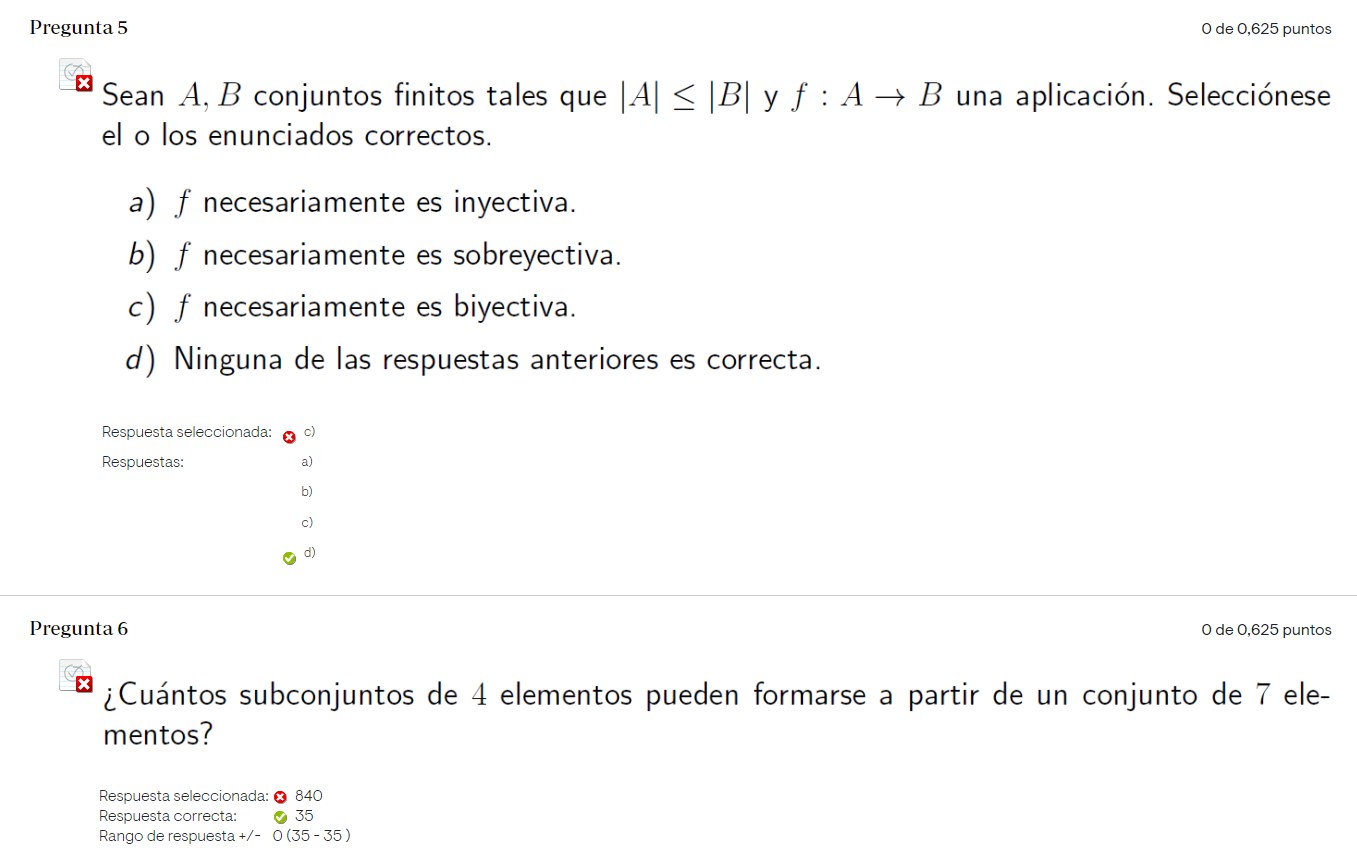 Pregunta 5
0 de 0,625 puntos
Sean A, B conjuntos finitos tales que |A| ≤ |B| y f : A → B una aplicación. Selecciónese
el o los enunciados correctos.
a) f necesariamente es inyectiva.
b) f necesariamente es sobreyectiva.
c) f necesariamente es biyectiva.
d) Ninguna de las respuestas anteriores es correcta.
Respuesta seleccionada: c)
Respuestas: a)
b)
c)
d)
Pregunta 6
0 de 0,625 puntos
¿Cuántos subconjuntos de 4 elementos pueden formarse a partir de un conjunto de 7 ele-
mentos?
Respuesta seleccionada: 840
Respuesta correcta: 35
Rango de respuesta +/- 0 (35 - 35 )